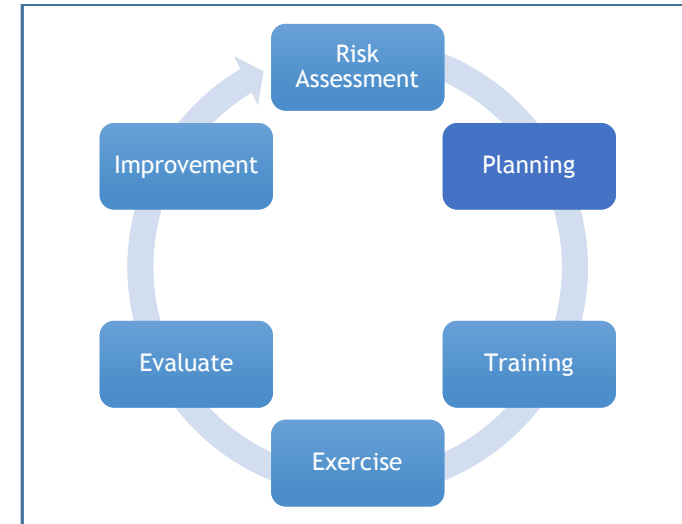 Risk
Assessment
Planning
Training
Exercise
Evaluate
Improvement